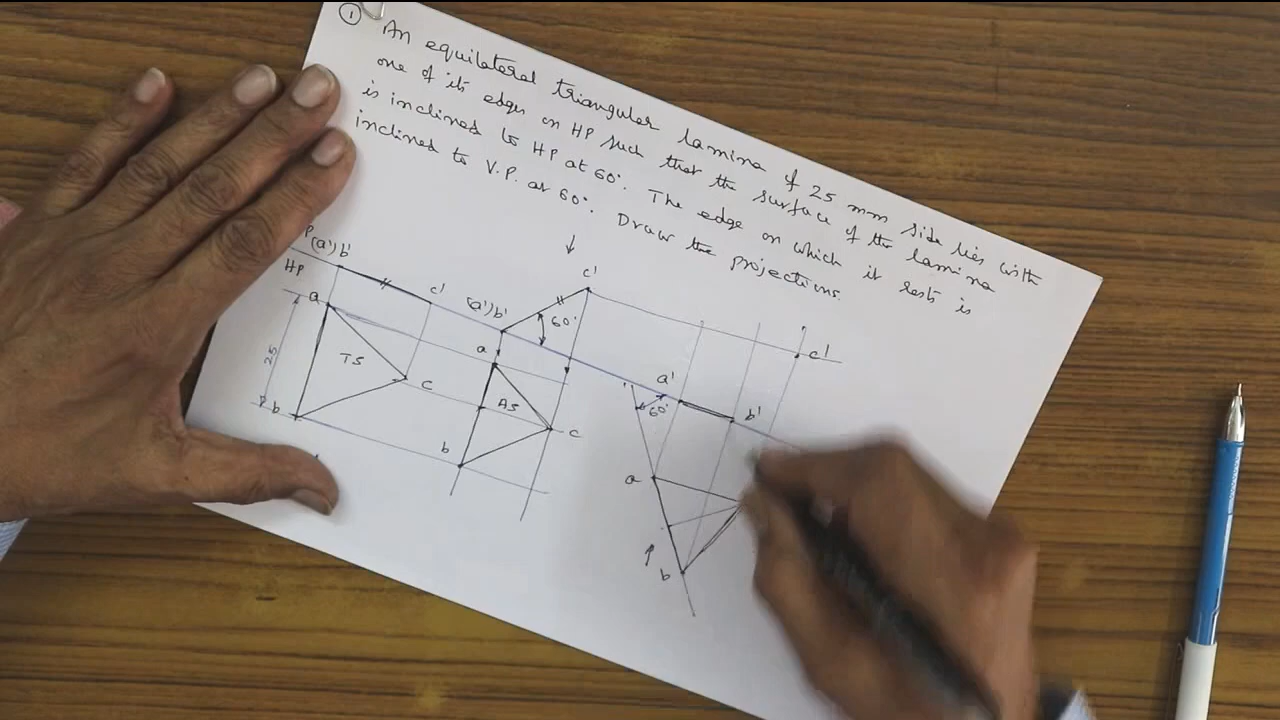 1 An equilateral triangular lamina of 25 mm side lies with
one of its edges on HP such that the surface of the lamina
is inclined to HP at 60°. The edge on which it rests is
inclined to V.P. at 60°. Draw the projections.
P (a')b' c' (a')b' 60° c' a' b' c'
HP
a a 60°
25 TS c AS c a
b b b